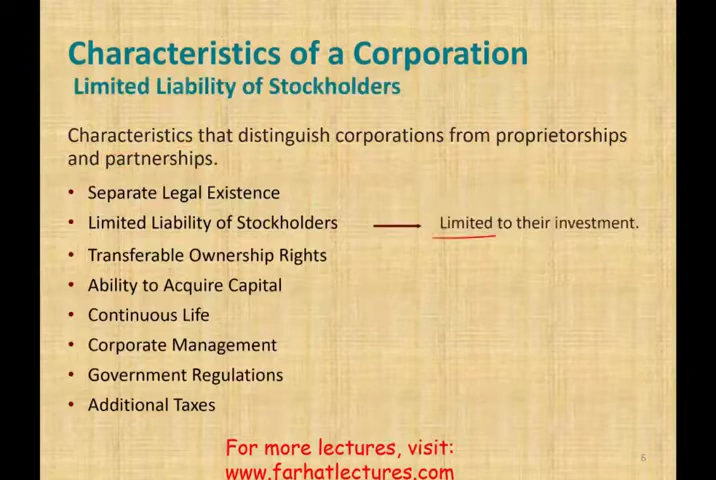 Characteristics of a Corporation
Limited Liability of Stockholders
Characteristics that distinguish corporations from proprietorships
and partnerships.
• Separate Legal Existence
• Limited Liability of Stockholders Limited to their investment.
• Transferable Ownership Rights
• Ability to Acquire Capital
• Continuous Life
• Corporate Management
• Government Regulations
• Additional Taxes
For more lectures, visit:
www.farhatlectures.com
6